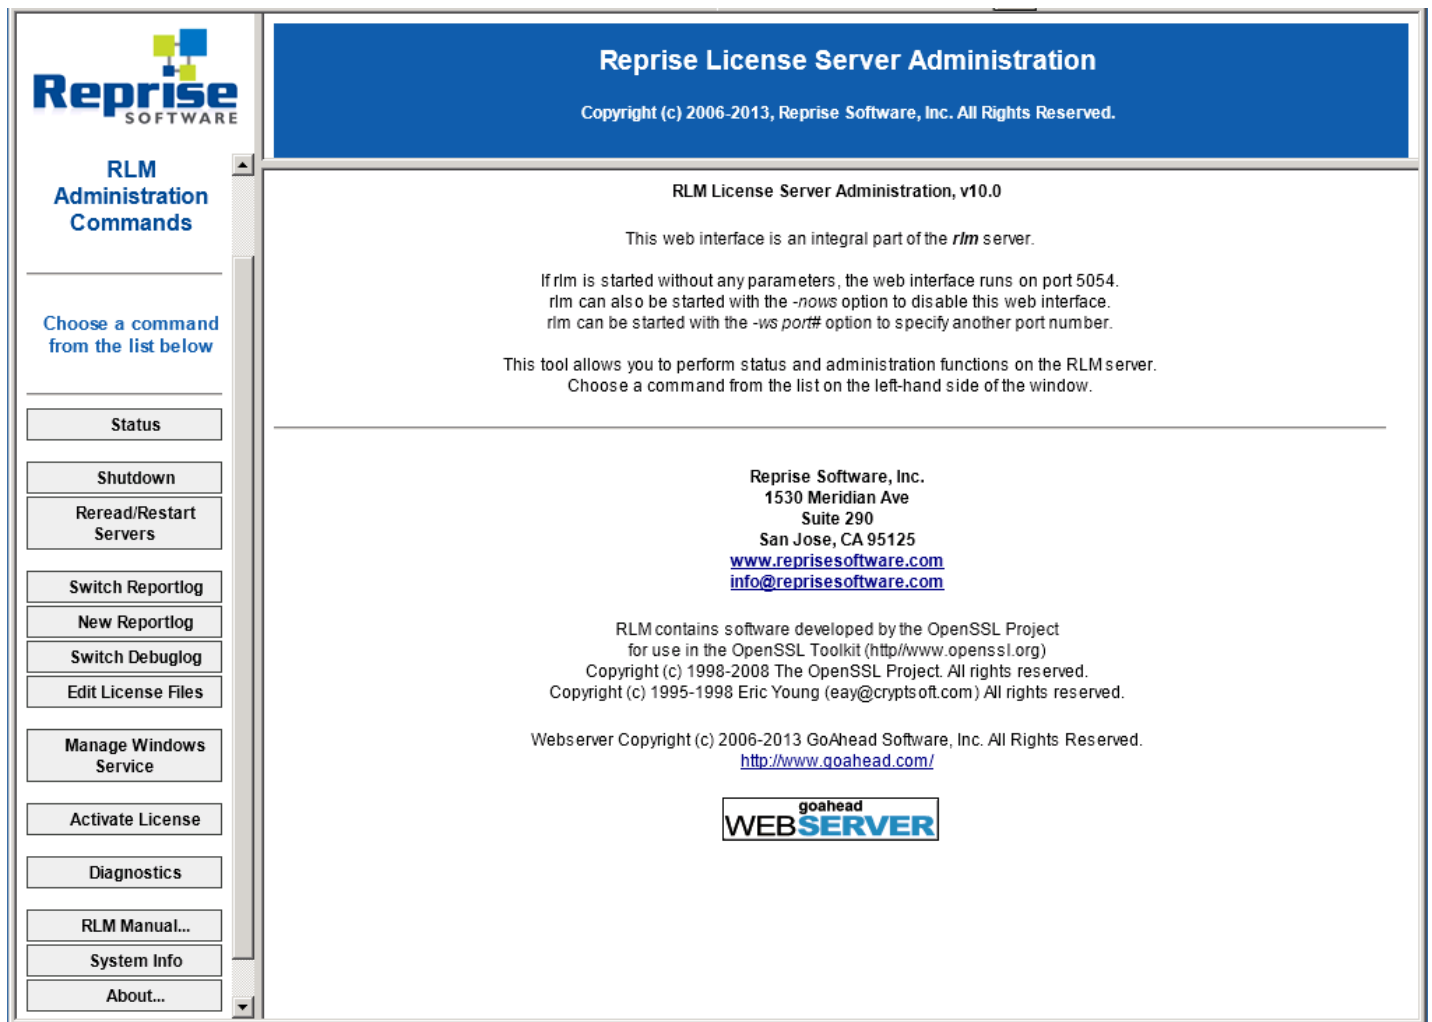 Reprise
SOFTWARE
RLM
Administration
Commands
Choose a command
from the list below
Status
Shutdown
Reread/Restart
Servers
Switch Reportlog
New Reportlog
Switch Debuglog
Edit License Files
Manage Windows
Service
Activate License
Diagnostics
RLM Manual...
System Info
About...
Reprise License Server Administration
Copyright (c) 2006-2013, Reprise Software, Inc. All Rights Reserved.
RLM License Server Administration, v10.0
This web interface is an integral part of the rlm server.
If rlm is started without any parameters, the web interface runs on port 5054.
rlm can also be started with the -nows option to disable this web interface.
rlm can be started with the -ws port# option to specify another port number.
This tool allows you to perform status and administration functions on the RLM server.
Choose a command from the list on the left-hand side of the window.
Reprise Software, Inc.
1530 Meridian Ave
Suite 290
San Jose, CA 95125
www.reprisesoftware.com
info@reprisesoftware.com
RLM contains software developed by the OpenSSL Project
for use in the OpenSSL Toolkit (http//www.openssl.org)
Copyright (c) 1998-2008 The OpenSSL Project. All rights reserved.
Copyright (c) 1995-1998 Eric Young (eay@cryptsoft.com) All rights reserved.
Webserver Copyright (c) 2006-2013 GoAhead Software, Inc. All Rights Reserved.
http://www.goahead.com/
goahead
WEBSERVER